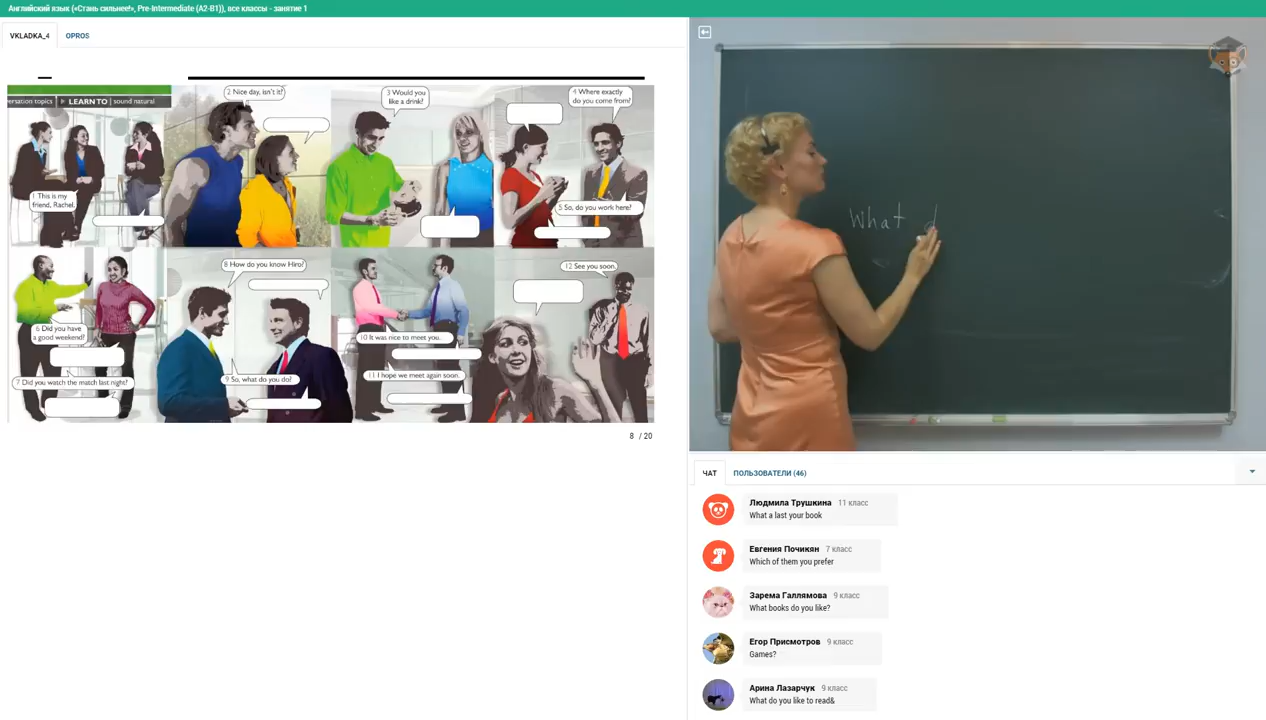 Английский язык («Стань сильнее!», Pre-Intermediate (A2-B1)), все классы - занятие 1
VKLADKA_4
OPROS
versation topics
LEARN TO
sound natural
1 This is my
friend, Rachel.
2 Nice day, isn't it?
3 Would you
like a drink?
4 Where exactly
do you come from?
5 So, do you work here?
6 Did you have
a good weekend?
7 Did you watch the match last night?
8 How do you know Hiro?
9 So, what do you do?
10 It was nice to meet you.
11 I hope we meet again soon.
12 See you soon.
8 / 20
What d
ЧАТ
ПОЛЬЗОВАТЕЛИ (46)
Людмила Трушкина 11 класс
What a last your book
Евгения Почикян 7 класс
Which of them you prefer
Зарема Галлямова 9 класс
What books do you like?
Егор Присмотров 9 класс
Games?
Арина Лазарчук 9 класс
What do you like to read&